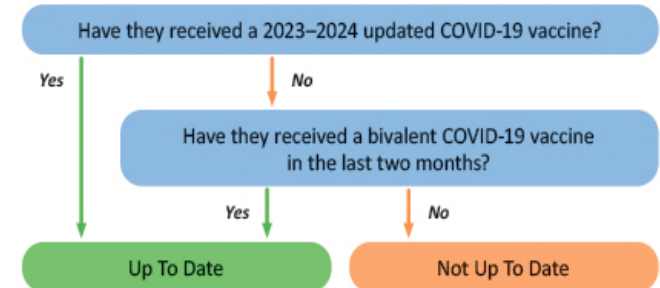 Have they received a 2023–2024 updated COVID-19 vaccine?
Yes
No
Have they received a bivalent COVID-19 vaccine
in the last two months?
Yes
No
Up To Date
Not Up To Date